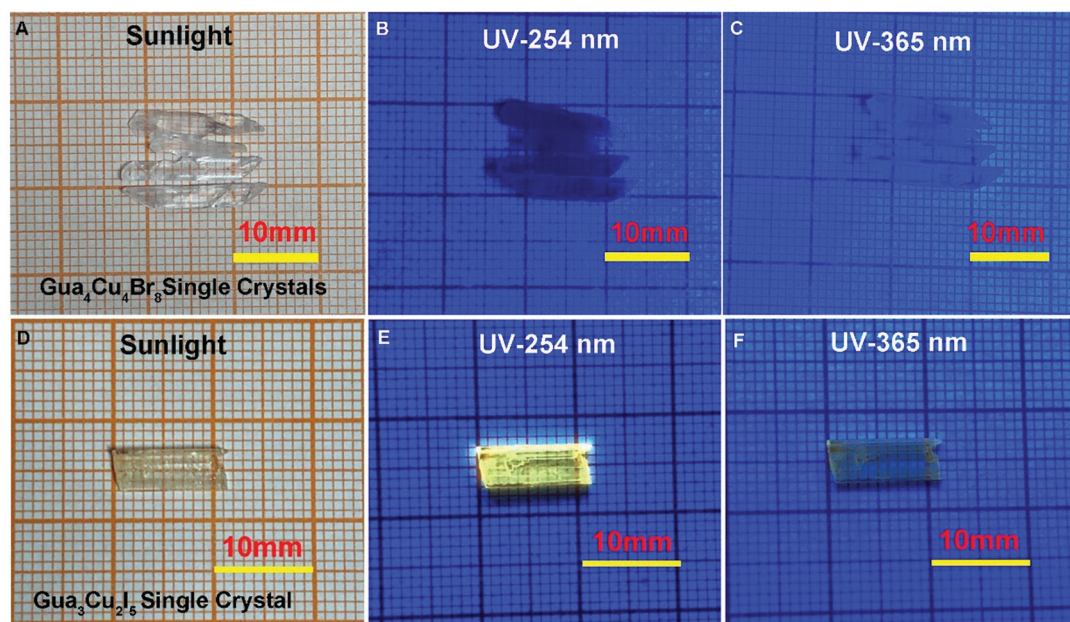 A
Sunlight
10mm
Gua₄Cu₄Br₈Single Crystals
B
UV-254 nm
10mm
C
UV-365 nm
10mm
D
Sunlight
10mm
Gua₃Cu₂I₅ Single Crystal
E
UV-254 nm
10mm
F
UV-365 nm
10mm